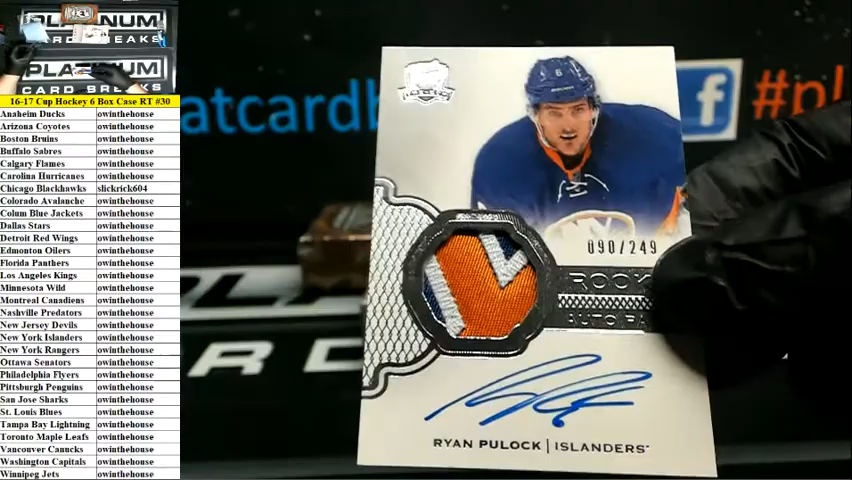 PLATINUM
CARD BREAKS
PLATINUM
CARD BREAKS
16-17 Cup Hockey 6 Box Case RT #30
Anaheim Ducks owinthehouse
Arizona Coyotes owinthehouse
Boston Bruins owinthehouse
Buffalo Sabres owinthehouse
Calgary Flames owinthehouse
Carolina Hurricanes owinthehouse
Chicago Blackhawks slickrick604
Colorado Avalanche owinthehouse
Colum Blue Jackets owinthehouse
Dallas Stars owinthehouse
Detroit Red Wings owinthehouse
Edmonton Oilers owinthehouse
Florida Panthers owinthehouse
Los Angeles Kings owinthehouse
Minnesota Wild owinthehouse
Montreal Canadiens owinthehouse
Nashville Predators owinthehouse
New Jersey Devils owinthehouse
New York Islanders owinthehouse
New York Rangers owinthehouse
Ottawa Senators owinthehouse
Philadelphia Flyers owinthehouse
Pittsburgh Penguins owinthehouse
San Jose Sharks owinthehouse
St. Louis Blues owinthehouse
Tampa Bay Lightning owinthehouse
Toronto Maple Leafs owinthehouse
Vancouver Canucks owinthehouse
Washington Capitals owinthehouse
Winnipeg Jets owinthehouse
atcardb
f
#pl
6
090/249
ROOK
AUTO PA
RYAN PULOCK | ISLANDERS